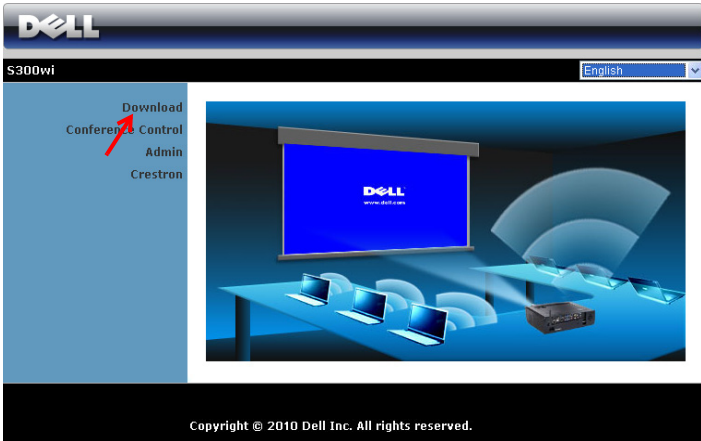 DELL
S300wi
English
Download
Conference Control
Admin
Crestron
DELL
www.dell.com
Copyright © 2010 Dell Inc. All rights reserved.